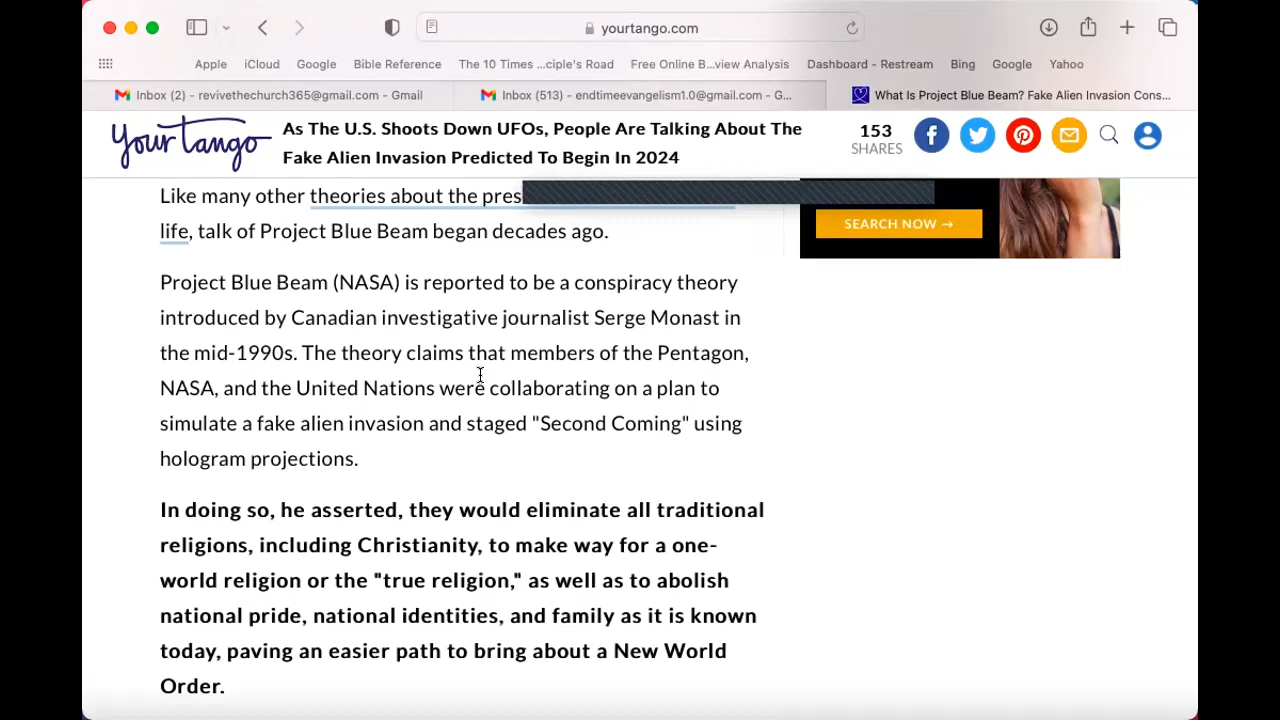 yourtango.com
Apple iCloud Google Bible Reference The 10 Times ...ciple's Road Free Online B...view Analysis Dashboard - Restream Bing Google Yahoo
Inbox (2) - revivethechurch365@gmail.com - Gmail Inbox (513) - endtimeevangelism1.0@gmail.com - G... What Is Project Blue Beam? Fake Alien Invasion Cons...
YourTango
As The U.S. Shoots Down UFOs, People Are Talking About The
Fake Alien Invasion Predicted To Begin In 2024
153
SHARES
Like many other theories about the pres
life, talk of Project Blue Beam began decades ago.
SEARCH NOW →
Project Blue Beam (NASA) is reported to be a conspiracy theory
introduced by Canadian investigative journalist Serge Monast in
the mid-1990s. The theory claims that members of the Pentagon,
NASA, and the United Nations were collaborating on a plan to
simulate a fake alien invasion and staged "Second Coming" using
hologram projections.
In doing so, he asserted, they would eliminate all traditional
religions, including Christianity, to make way for a one-
world religion or the "true religion," as well as to abolish
national pride, national identities, and family as it is known
today, paving an easier path to bring about a New World
Order.